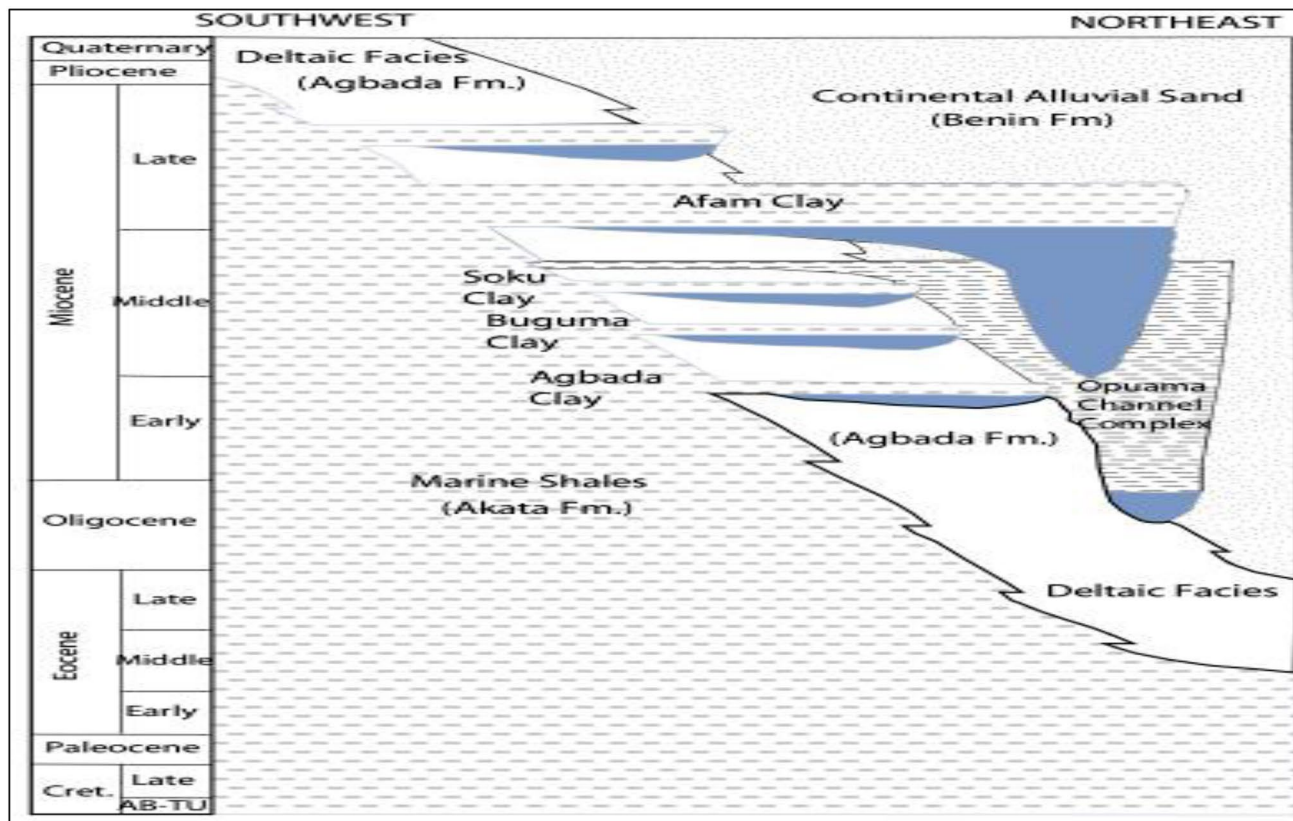 SOUTHWEST
NORTHEAST
Quaternary
Pliocene
Miocene
Late
Middle
Early
Oligocene
Eocene
Late
Middle
Early
Paleocene
Cret.
Late
AB-TU
Deltaic Facies
(Agbada Fm.)
Continental Alluvial Sand
(Benin Fm)
Afam Clay
Soku
Clay
Buguma
Clay
Agbada
Clay
Opuama
Channel
Complex
(Agbada Fm.)
Marine Shales
(Akata Fm.)
Deltaic Facies